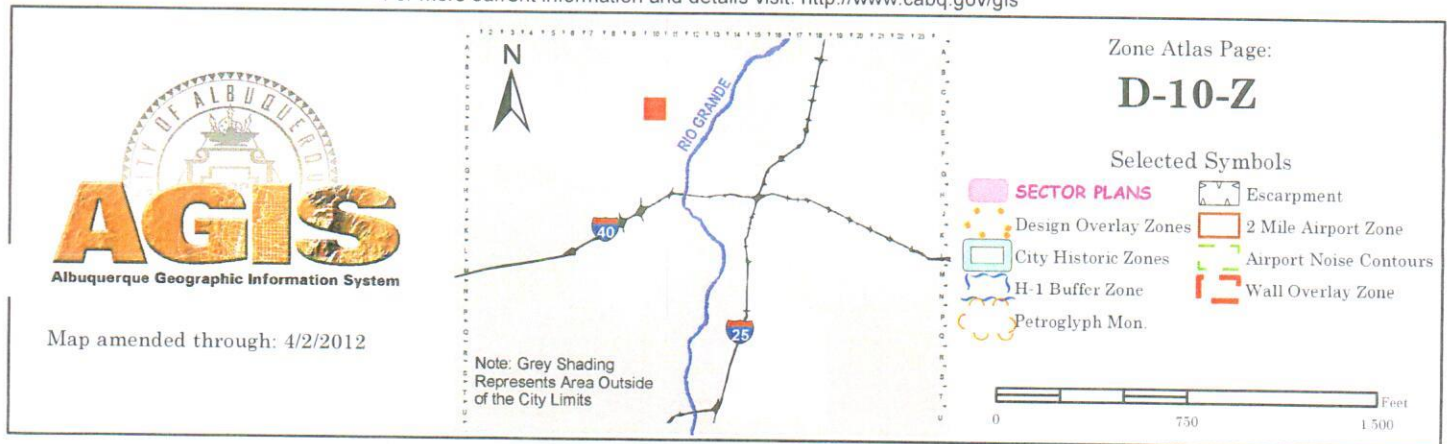 For more current information and details visit: http://www.cabq.gov/gis
CITY OF ALBUQUERQUE
AGIS
Albuquerque Geographic Information System
Map amended through: 4/2/2012
N
RIO GRANDE
40
25
Note: Grey Shading
Represents Area Outside
of the City Limits
Zone Atlas Page:
D-10-Z
Selected Symbols
SECTOR PLANS
Design Overlay Zones
City Historic Zones
H-1 Buffer Zone
Petroglyph Mon.
Escarpment
2 Mile Airport Zone
Airport Noise Contours
Wall Overlay Zone
Feet
0 750 1 500